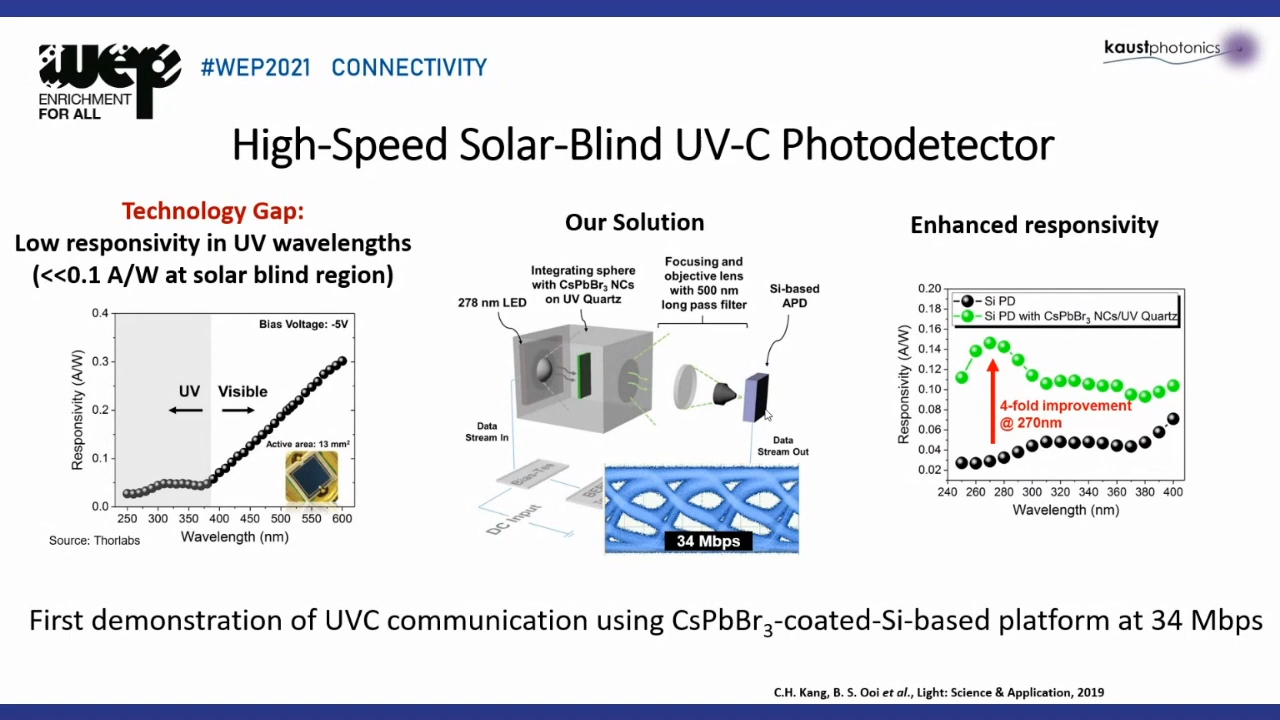 wep
ENRICHMENT
FOR ALL
#WEP2021 CONNECTIVITY
kaustphotonics
High-Speed Solar-Blind UV-C Photodetector
Technology Gap:
Low responsivity in UV wavelengths
(<<0.1 A/W at solar blind region)
0.4
0.3
0.2
0.1
0.0
Responsivity (A/W)
Bias Voltage: -5V
UV
Visible
Active area: 13 mm²
250 300 350 400 450 500 550 600
Wavelength (nm)
Source: Thorlabs
Our Solution
278 nm LED
Integrating sphere
with CsPbBr₃ NCs
on UV Quartz
Focusing and
objective lens
with 500 nm
long pass filter
Si-based
APD
Data
Stream In
Data
Stream Out
Bias-Tee
DC Input
34 Mbps
Enhanced responsivity
0.20
0.18
0.16
0.14
0.12
0.10
0.08
0.06
0.04
0.02
Responsivity (A/W)
Si PD
Si PD with CsPbBr₃ NCs/UV Quartz
4-fold improvement
@ 270nm
240 260 280 300 320 340 360 380 400
Wavelength (nm)
First demonstration of UVC communication using CsPbBr₃-coated-Si-based platform at 34 Mbps
C.H. Kang, B. S. Ooi et al., Light: Science & Application, 2019